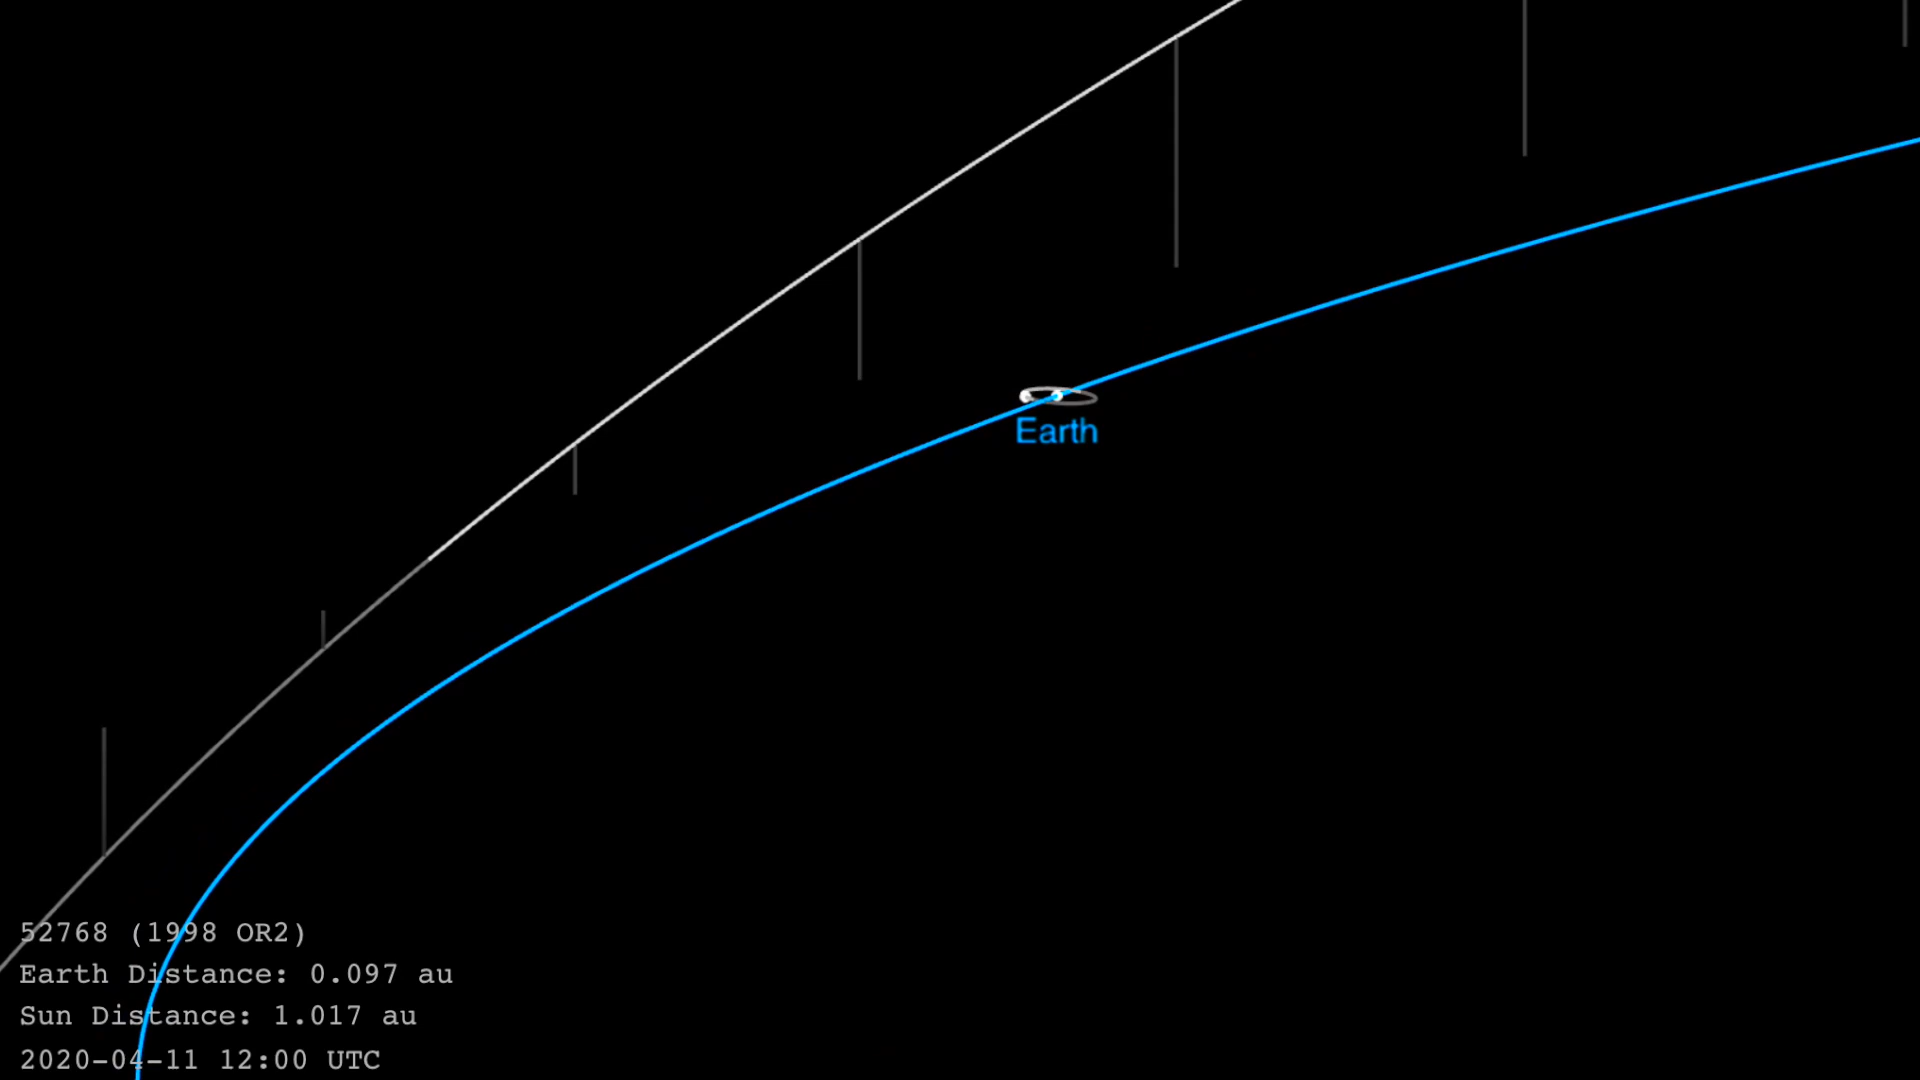 Earth
52768 (1998 OR2)
Earth Distance: 0.097 au
Sun Distance: 1.017 au
2020-04-11 12:00 UTC